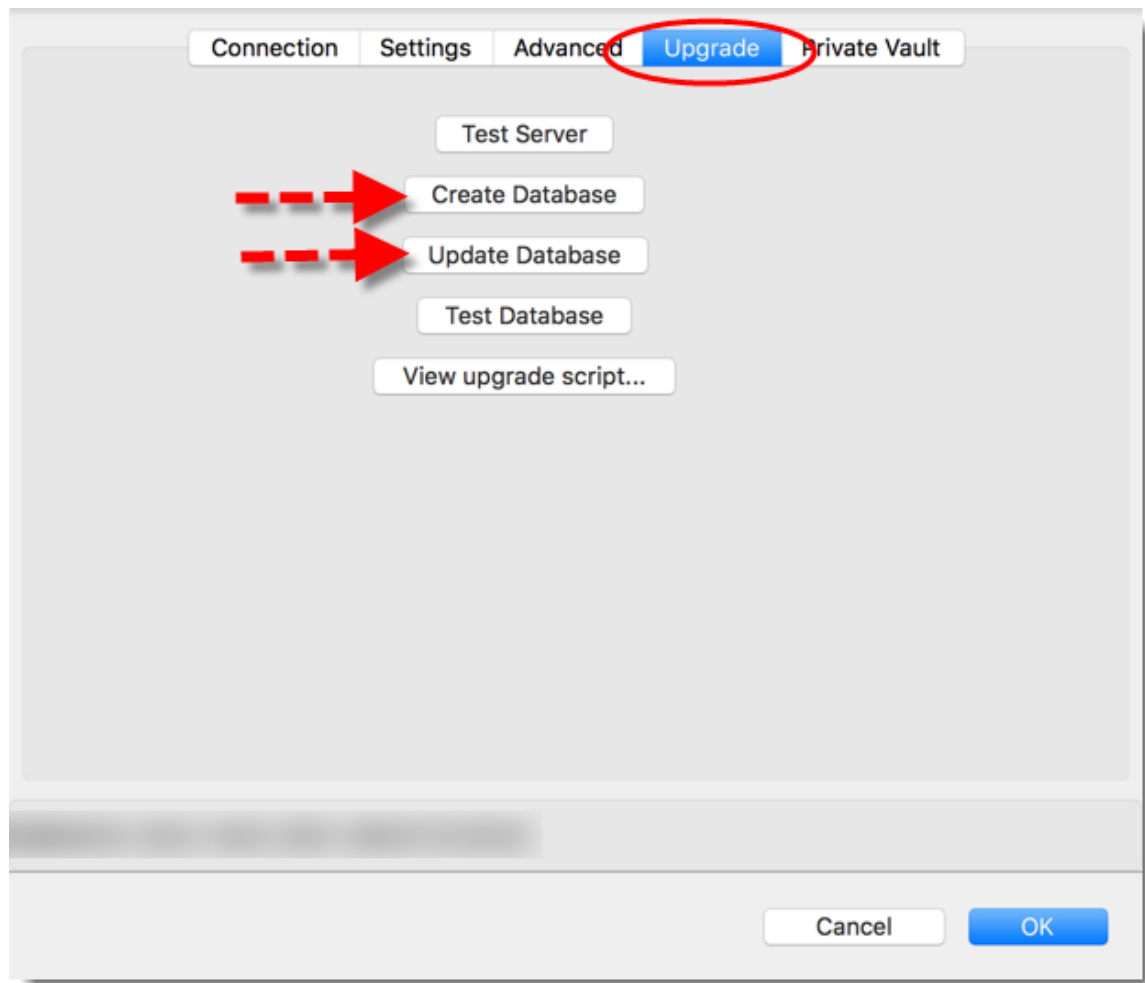 Connection Settings Advanced Upgrade Private Vault
Test Server
Create Database
Update Database
Test Database
View upgrade script...
Cancel OK